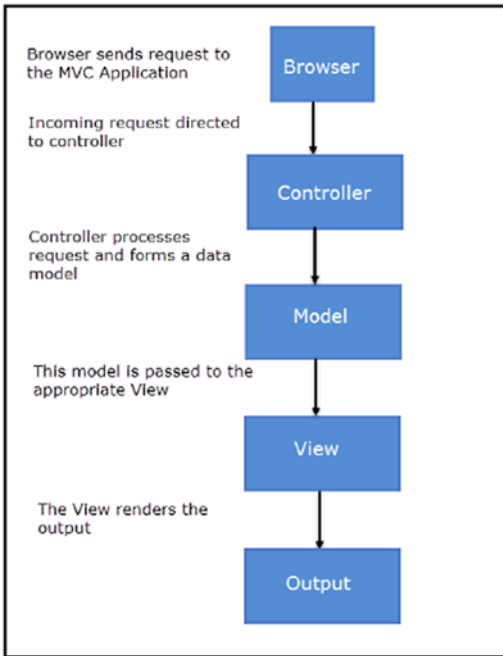 Browser sends request to
the MVC Application
Browser
Incoming request directed
to controller
Controller
Controller processes
request and forms a data
model
Model
This model is passed to the
appropriate View
View
The View renders the
output
Output